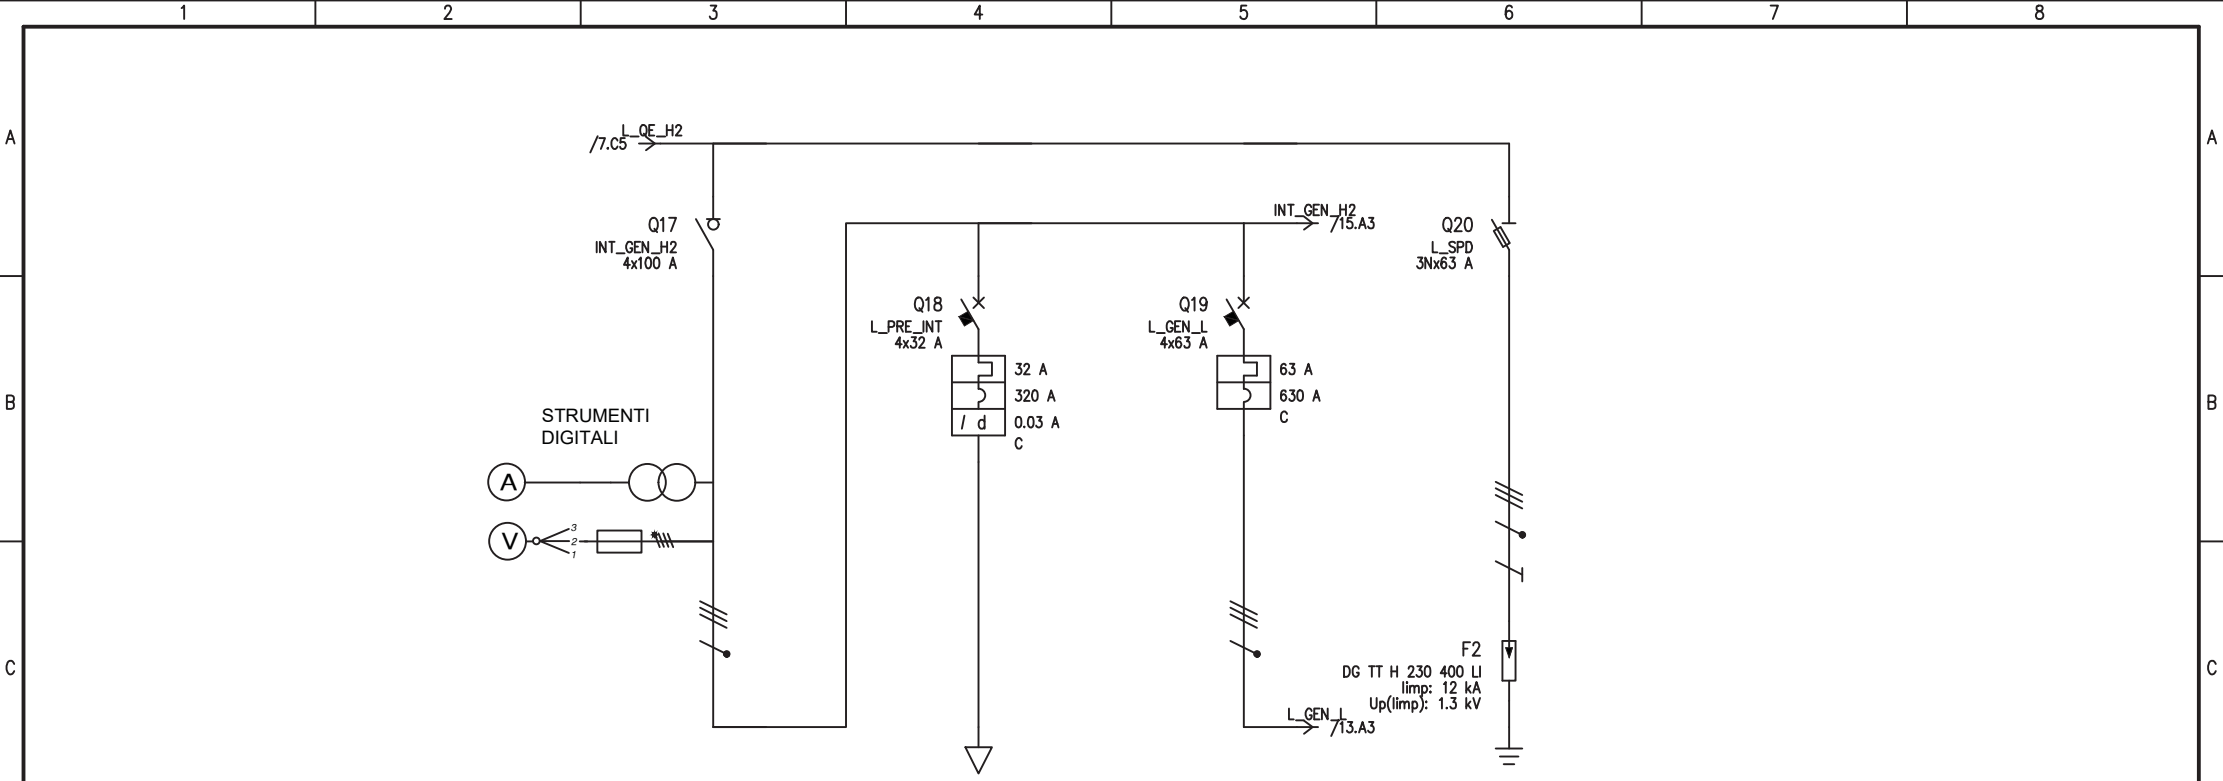 1 2 3 4 5 6 7 8
A A
L_QE_H2
/7.C5
INT_GEN_H2
/15.A3
Q17
INT_GEN_H2
4x100 A
Q20
L_SPD
3Nx63 A
Q18
L_PRE_INT
4x32 A
Q19
L_GEN_L
4x63 A
32 A
320 A
I d 0.03 A
C
63 A
630 A
C
B B
STRUMENTI
DIGITALI
A
V
3
2
1
*
C C
F2
DG TT H 230 400 LI
Iimp: 12 kA
Up(Iimp): 1.3 kV
L_GEN_L
/13.A3